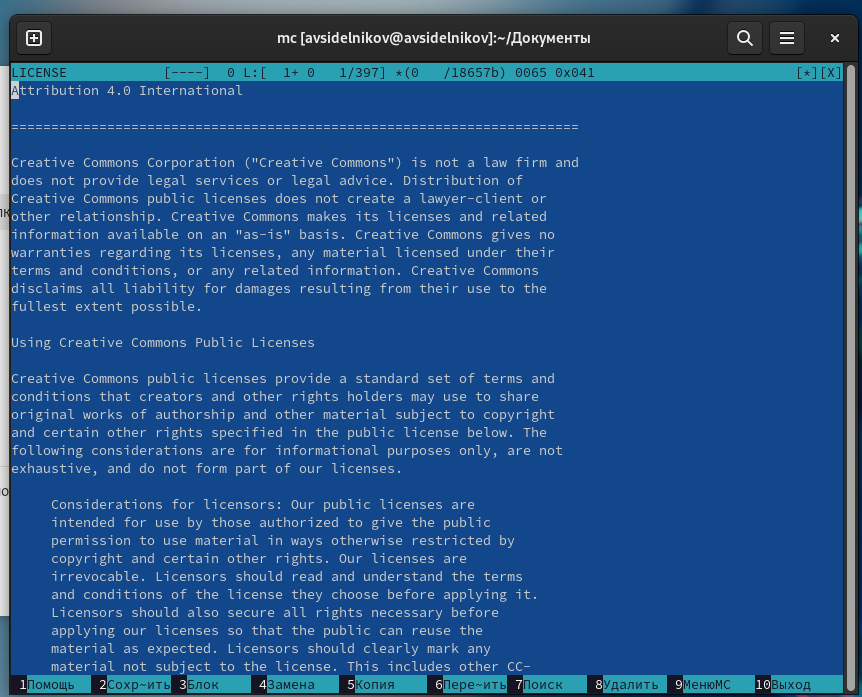 mc [avsidelnikov@avsidelnikov]:~/Документы
LICENSE [----] 0 L:[ 1+ 0 1/397] *(0 /18657b) 0065 0x041 [*][X]
Attribution 4.0 International
=======================================================================
Creative Commons Corporation ("Creative Commons") is not a law firm and
does not provide legal services or legal advice. Distribution of
Creative Commons public licenses does not create a lawyer-client or
other relationship. Creative Commons makes its licenses and related
information available on an "as-is" basis. Creative Commons gives no
warranties regarding its licenses, any material licensed under their
terms and conditions, or any related information. Creative Commons
disclaims all liability for damages resulting from their use to the
fullest extent possible.
Using Creative Commons Public Licenses
Creative Commons public licenses provide a standard set of terms and
conditions that creators and other rights holders may use to share
original works of authorship and other material subject to copyright
and certain other rights specified in the public license below. The
following considerations are for informational purposes only, are not
exhaustive, and do not form part of our licenses.
Considerations for licensors: Our public licenses are
intended for use by those authorized to give the public
permission to use material in ways otherwise restricted by
copyright and certain other rights. Our licenses are
irrevocable. Licensors should read and understand the terms
and conditions of the license they choose before applying it.
Licensors should also secure all rights necessary before
applying our licenses so that the public can reuse the
material as expected. Licensors should clearly mark any
material not subject to the license. This includes other CC-
1Помощь 2Сохр~ить 3Блок 4Замена 5Копия 6Пере~ить 7Поиск 8Удалить 9МенюMC 10Выход